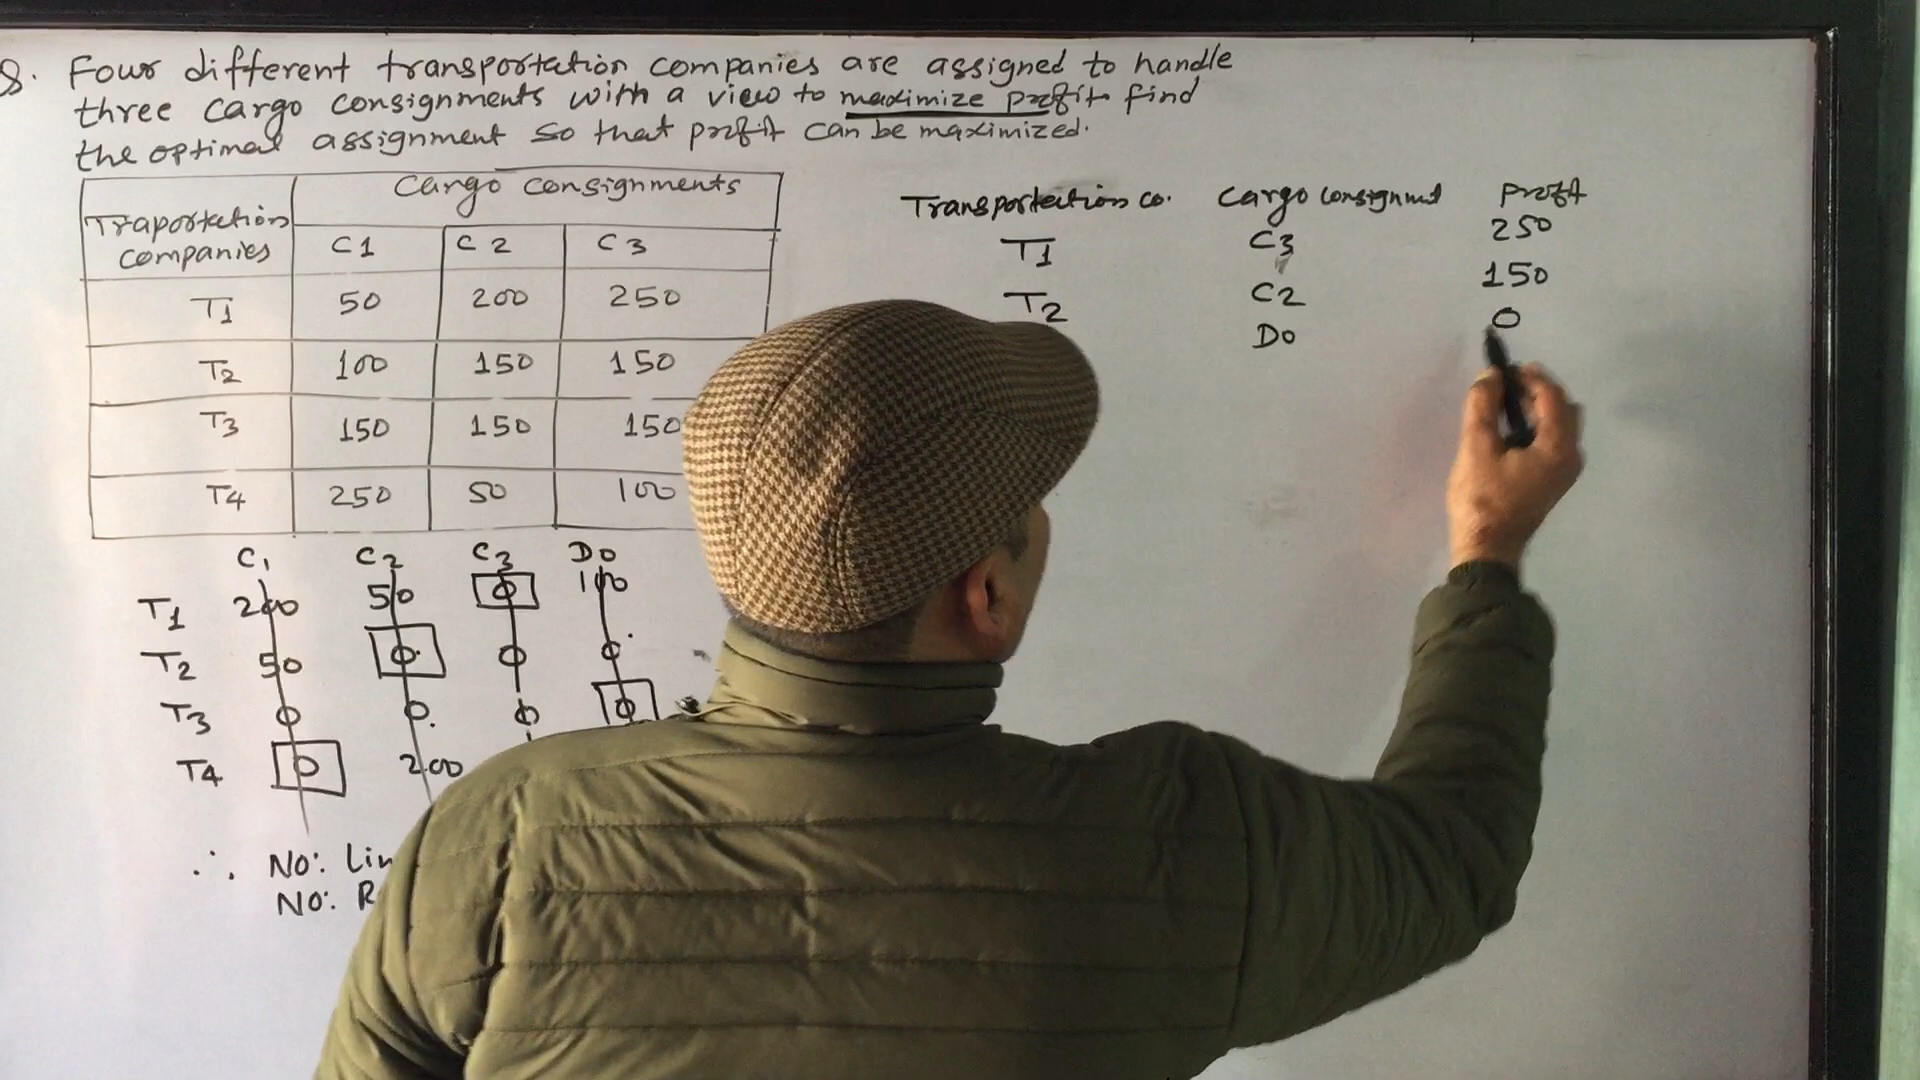 Q. Four different transportation companies are assigned to handle
three cargo consignments with a view to maximize profit find
the optimal assignment so that profit can be maximized.
Cargo consignments
Traportation
companies
C1 C2 C3
T1 50 200 250
T2 100 150 150
T3 150 150 150
T4 250 50 100
C1 C2 C3 Do
T1 200 50 0 100
T2 50 0 0 0
T3 0 0 0 0
T4 0 200
∴ No: Lin
No: R
Transportation co. Cargo consignment profit
T1 C3 250
T2 C2 150
Do 0